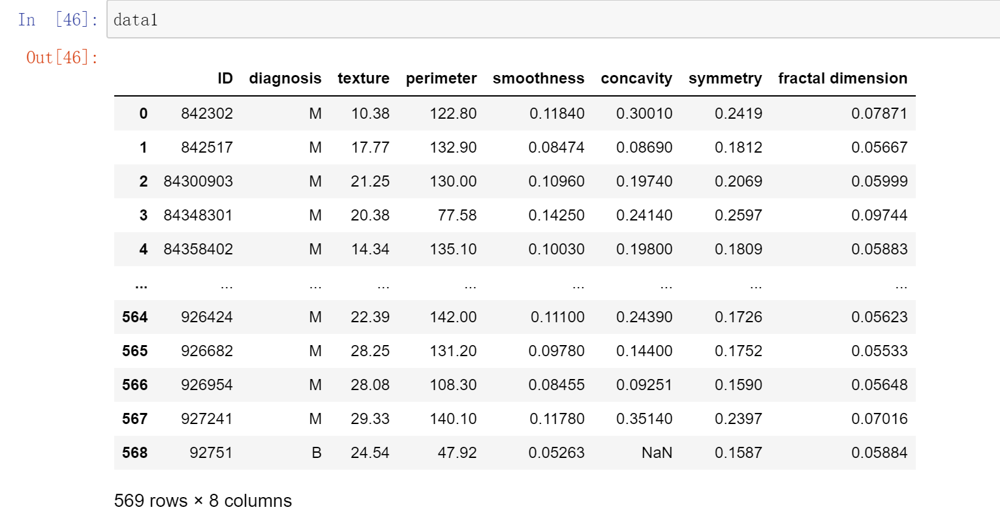 In [46]: data1
Out[46]:
ID diagnosis texture perimeter smoothness concavity symmetry fractal dimension
0 842302 M 10.38 122.80 0.11840 0.30010 0.2419 0.07871
1 842517 M 17.77 132.90 0.08474 0.08690 0.1812 0.05667
2 84300903 M 21.25 130.00 0.10960 0.19740 0.2069 0.05999
3 84348301 M 20.38 77.58 0.14250 0.24140 0.2597 0.09744
4 84358402 M 14.34 135.10 0.10030 0.19800 0.1809 0.05883
... ... ... ... ... ... ... ... ...
564 926424 M 22.39 142.00 0.11100 0.24390 0.1726 0.05623
565 926682 M 28.25 131.20 0.09780 0.14400 0.1752 0.05533
566 926954 M 28.08 108.30 0.08455 0.09251 0.1590 0.05648
567 927241 M 29.33 140.10 0.11780 0.35140 0.2397 0.07016
568 92751 B 24.54 47.92 0.05263 NaN 0.1587 0.05884
569 rows × 8 columns